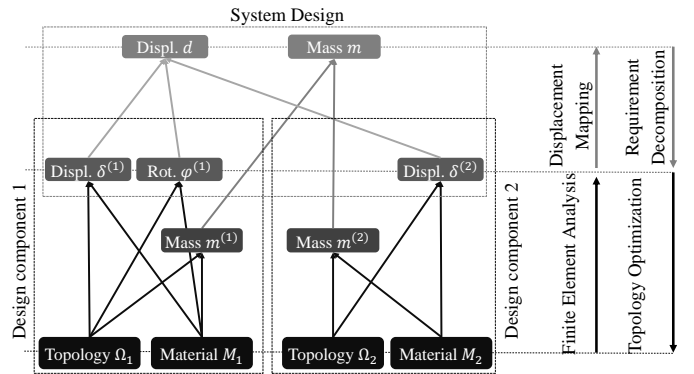 System Design
Displ. d
Mass m
Displ. δ⁽¹⁾
Rot. φ⁽¹⁾
Displ. δ⁽²⁾
Mass m⁽¹⁾
Mass m⁽²⁾
Topology Ω₁
Material M₁
Topology Ω₂
Material M₂
Design component 1
Design component 2
Displacement
Mapping
Requirement
Decomposition
Finite Element Analysis
Topology Optimization